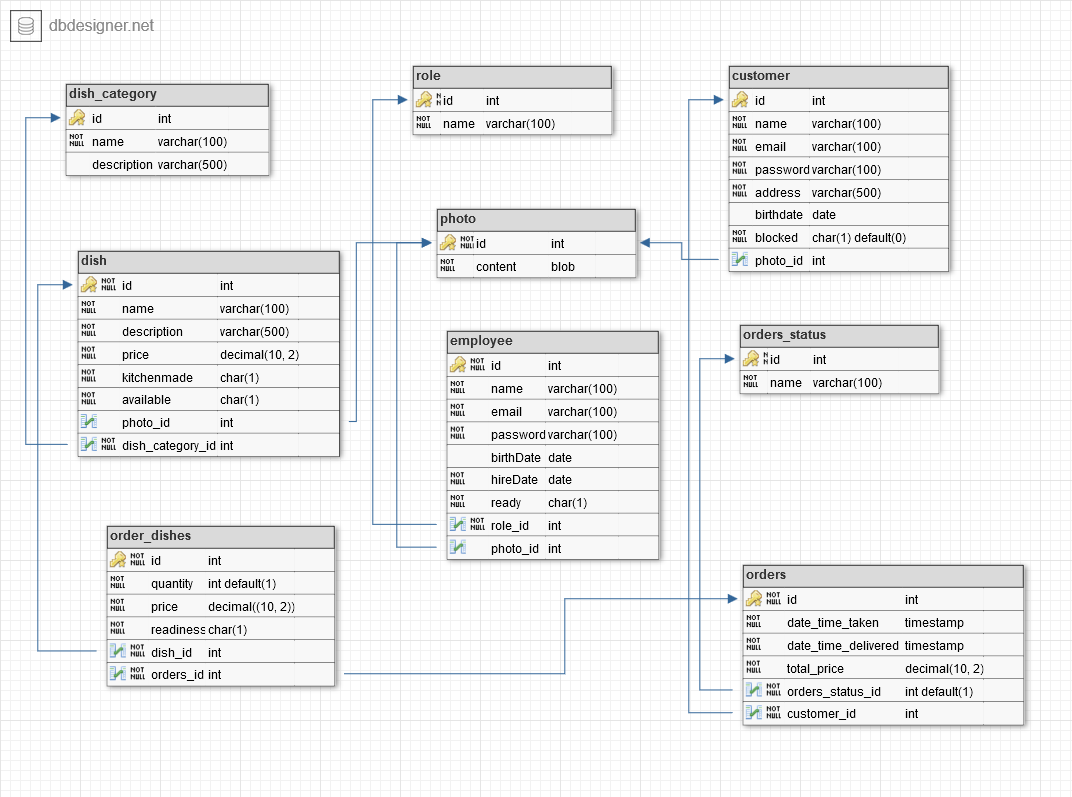 dbdesigner.net
dish_category
id int
NOT NULL name varchar(100)
description varchar(500)
role
N N id int
NOT NULL name varchar(100)
customer
id int
NOT NULL name varchar(100)
NOT NULL email varchar(100)
NOT NULL password varchar(100)
NOT NULL address varchar(500)
birthdate date
NOT NULL blocked char(1) default(0)
photo_id int
photo
NOT NULL id int
NOT NULL content blob
dish
NOT NULL id int
NOT NULL name varchar(100)
NOT NULL description varchar(500)
NOT NULL price decimal(10, 2)
NOT NULL kitchenmade char(1)
NOT NULL available char(1)
photo_id int
NOT NULL dish_category_id int
employee
NOT NULL id int
NOT NULL name varchar(100)
NOT NULL email varchar(100)
NOT NULL password varchar(100)
birthDate date
NOT NULL hireDate date
NOT NULL ready char(1)
NOT NULL role_id int
photo_id int
orders_status
N N id int
NOT NULL name varchar(100)
order_dishes
NOT NULL id int
NOT NULL quantity int default(1)
NOT NULL price decimal((10, 2))
NOT NULL readiness char(1)
NOT NULL dish_id int
NOT NULL orders_id int
orders
NOT NULL id int
NOT NULL date_time_taken timestamp
NOT NULL date_time_delivered timestamp
NOT NULL total_price decimal(10, 2)
NOT NULL orders_status_id int default(1)
NOT NULL customer_id int